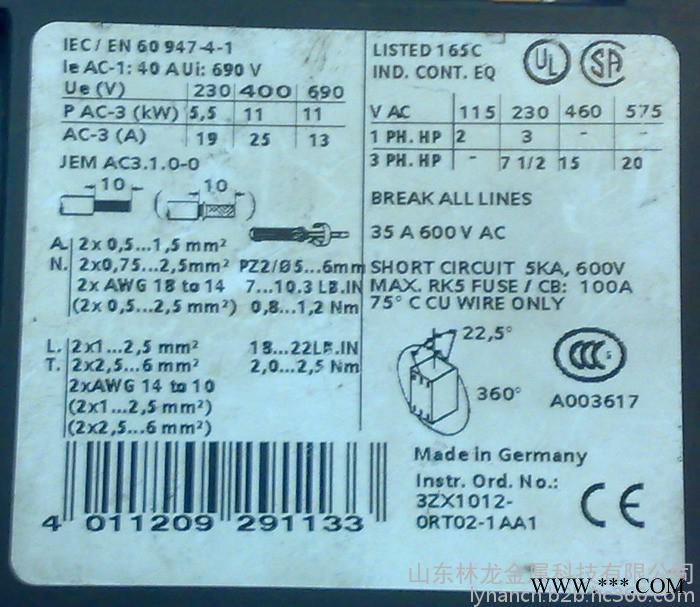 IEC / EN 60 947-4-1
Ie AC-1: 40 A Ui: 690 V
Ue (V) 230 400 690
P AC-3 (kW) 5,5 11 11
AC-3 (A) 19 25 13
JEM AC3.1.0-0
10 (10)
A. 2x 0,5...1,5 mm²
N. 2x0,75...2,5mm² PZ2/Ø5...6mm
2x AWG 18 to 14 7...10.3 LB.IN
(2x 0,5...2,5 mm²) 0,8...1,2 Nm
L. 2x1...2,5 mm² 18...22LB.IN
T. 2x2,5...6 mm² 2,0...2,5 Nm
2xAWG 14 to 10
(2x1...2,5 mm²)
(2x2,5...6 mm²)
4 011209 291133
LISTED 165C
IND. CONT. EQ
UL SA
V AC 115 230 460 575
1 PH. HP 2 3 - -
3 PH. HP - 7 1/2 15 20
BREAK ALL LINES
35 A 600 V AC
SHORT CIRCUIT 5KA, 600V
MAX. RK5 FUSE / CB: 100A
75° C CU WIRE ONLY
22,5°
360°
CCC S
A003617
Made in Germany
Instr. Ord. No.:
3ZX1012-
0RT02-1AA1
CE
山东林龙金属科技有限公司
lynanch.b2b.hc360.com
www.***.COM